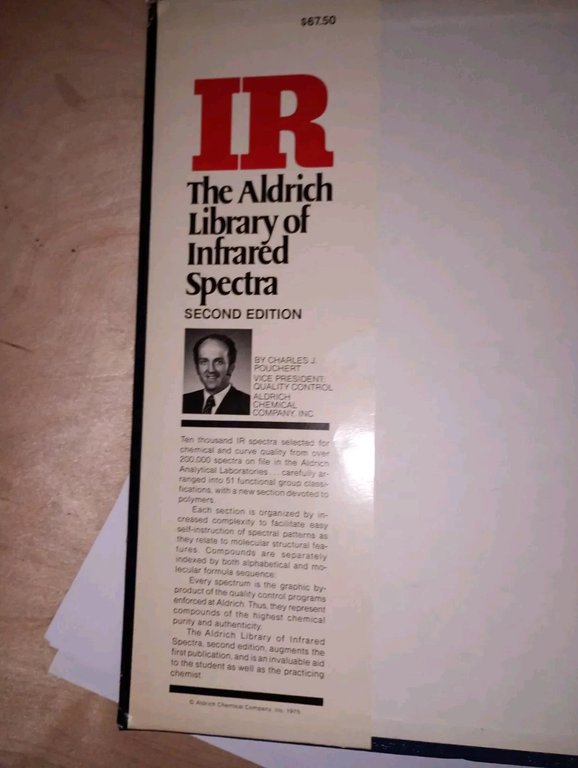 $67.50
IR
The Aldrich
Library of
Infrared
Spectra
SECOND EDITION
BY CHARLES J.
POUCHERT
VICE PRESIDENT:
QUALITY CONTROL
ALDRICH
CHEMICAL
COMPANY, INC.
Ten thousand IR spectra selected for
chemical and curve quality from over
200,000 spectra on file in the Aldrich
Analytical Laboratories . . . carefully ar-
ranged into 51 functional group classi-
fications, with a new section devoted to
polymers.
Each section is organized by in-
creased complexity to facilitate easy
self-instruction of spectral patterns as
they relate to molecular structural fea-
tures. Compounds are separately
indexed by both alphabetical and mo-
lecular formula sequence.
Every spectrum is the graphic by-
product of the quality control programs
enforced at Aldrich. Thus, they represent
compounds of the highest chemical
purity and authenticity.
The Aldrich Library of Infrared
Spectra, second edition, augments the
first publication, and is an invaluable aid
to the student as well as the practicing
chemist.
© Aldrich Chemical Company, Inc. 1975